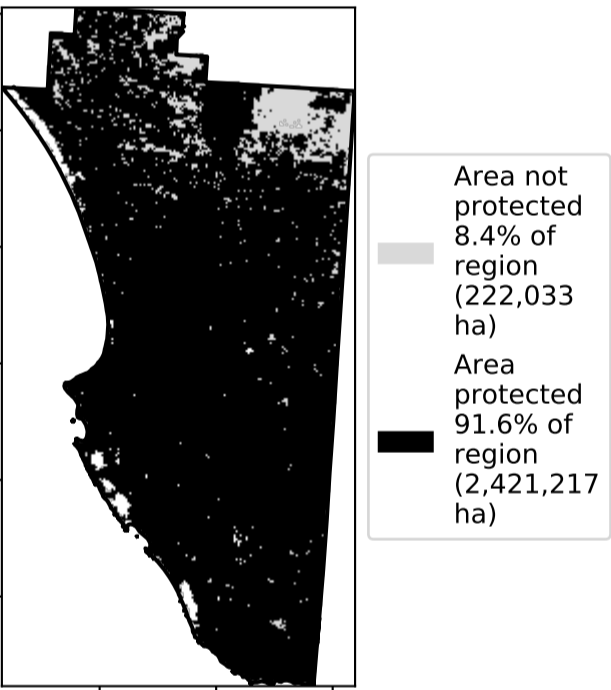 Area not
protected
8.4% of
region
(222,033
ha)
Area
protected
91.6% of
region
(2,421,217
ha)